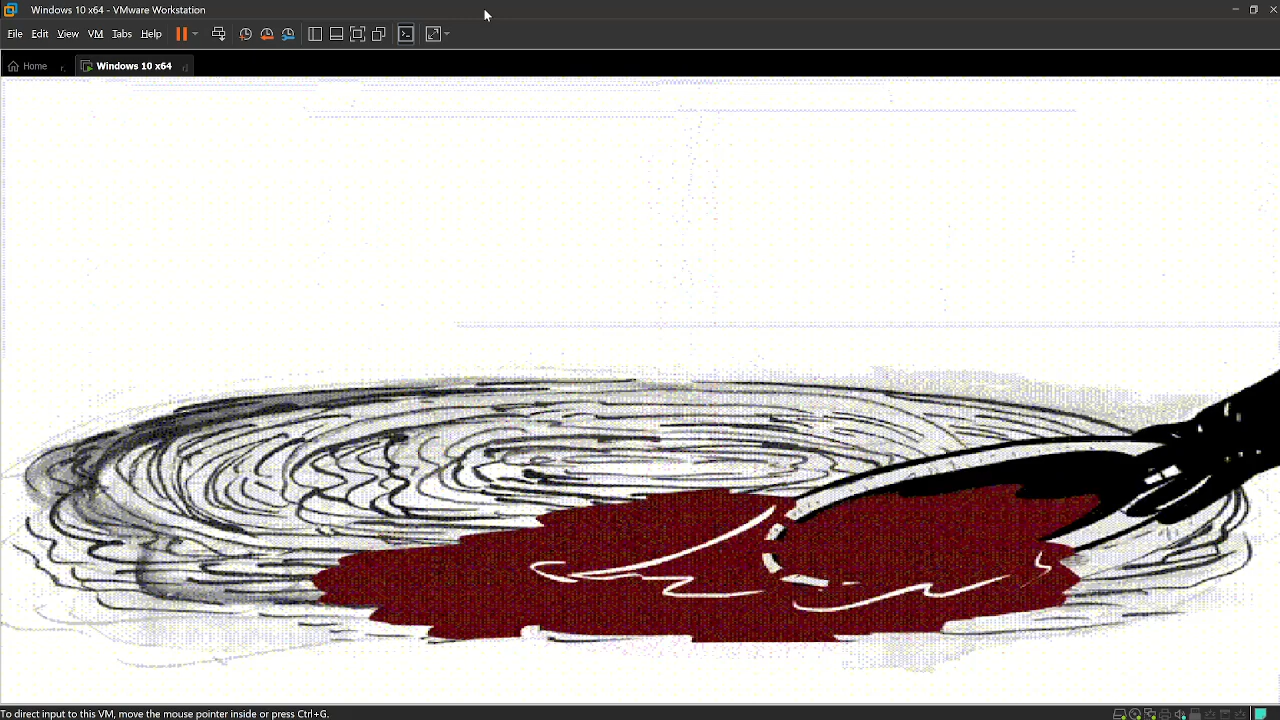 Windows 10 x64 - VMware Workstation
File Edit View VM Tabs Help
Home Windows 10 x64
To direct input to this VM, move the mouse pointer inside or press Ctrl+G.